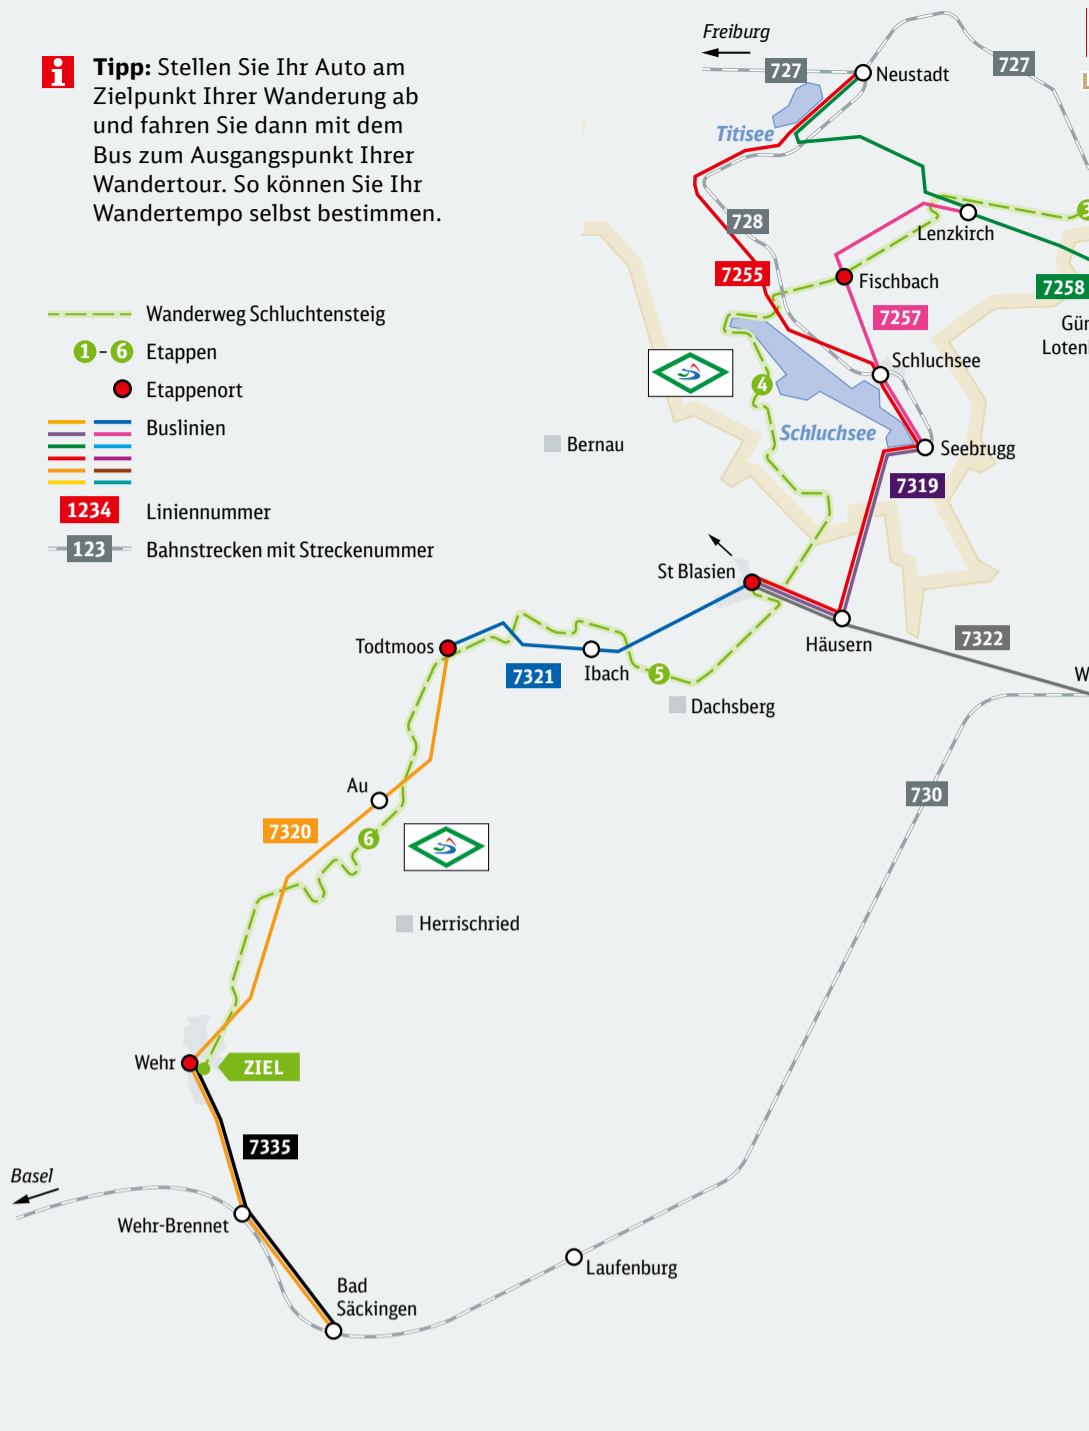 Tipp: Stellen Sie Ihr Auto am
Zielpunkt Ihrer Wanderung ab
und fahren Sie dann mit dem
Bus zum Ausgangspunkt Ihrer
Wandertour. So können Sie Ihr
Wandertempo selbst bestimmen.
Wanderweg Schluchtensteig
1 - 6 Etappen
Etappenort
Buslinien
1234 Liniennummer
123 Bahnstrecken mit Streckenummer
Freiburg
727
Neustadt
727
Titisee
728
Lenzkirch
3
7255
Fischbach
7258
7257
Schluchsee
4
Schluchsee
Bernau
Seebrugg
7319
St Blasien
Häusern
7322
Todtmoos
7321
Ibach
5
Dachsberg
730
Au
7320
6
Herrischried
Wehr
ZIEL
7335
Basel
Wehr-Brennet
Laufenburg
Bad
Säckingen